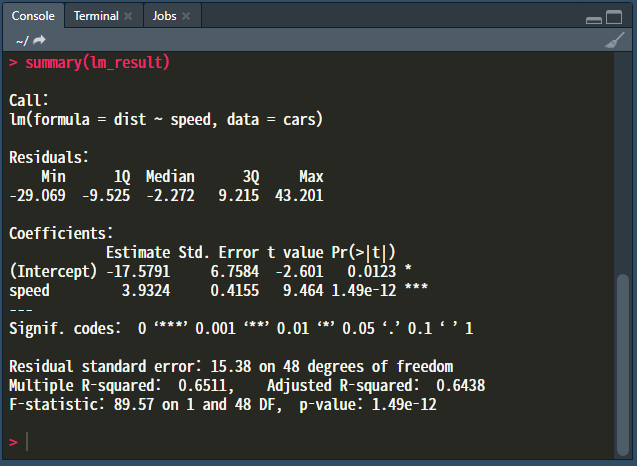 Console Terminal Jobs
~/
> summary(lm_result)
Call:
lm(formula = dist ~ speed, data = cars)
Residuals:
    Min      1Q  Median      3Q     Max
-29.069  -9.525  -2.272   9.215  43.201
Coefficients:
            Estimate Std. Error t value Pr(>|t|)
(Intercept) -17.5791     6.7584  -2.601   0.0123 *
speed         3.9324     0.4155   9.464 1.49e-12 ***
---
Signif. codes:  0 ‘***’ 0.001 ‘**’ 0.01 ‘*’ 0.05 ‘.’ 0.1 ‘ ’ 1
Residual standard error: 15.38 on 48 degrees of freedom
Multiple R-squared:  0.6511,    Adjusted R-squared:  0.6438
F-statistic: 89.57 on 1 and 48 DF,  p-value: 1.49e-12
>